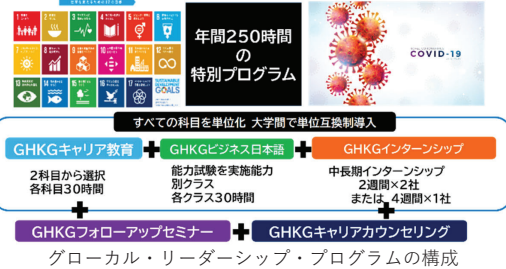 年間250時間
の
特別プログラム
COVID-19
SUSTAINABLE
DEVELOPMENT
GOALS
すべての科目を単位化 大学間で単位互換制導入
GHKGキャリア教育
2科目から選択
各科目30時間
GHKGビジネス日本語
能力試験を実施能力
別クラス
各クラス30時間
GHKGインターンシップ
中長期インターンシップ
2週間×2社
または 4週間×1社
GHKGフォローアップセミナー
GHKGキャリアカウンセリング
グローカル・リーダーシップ・プログラムの構成